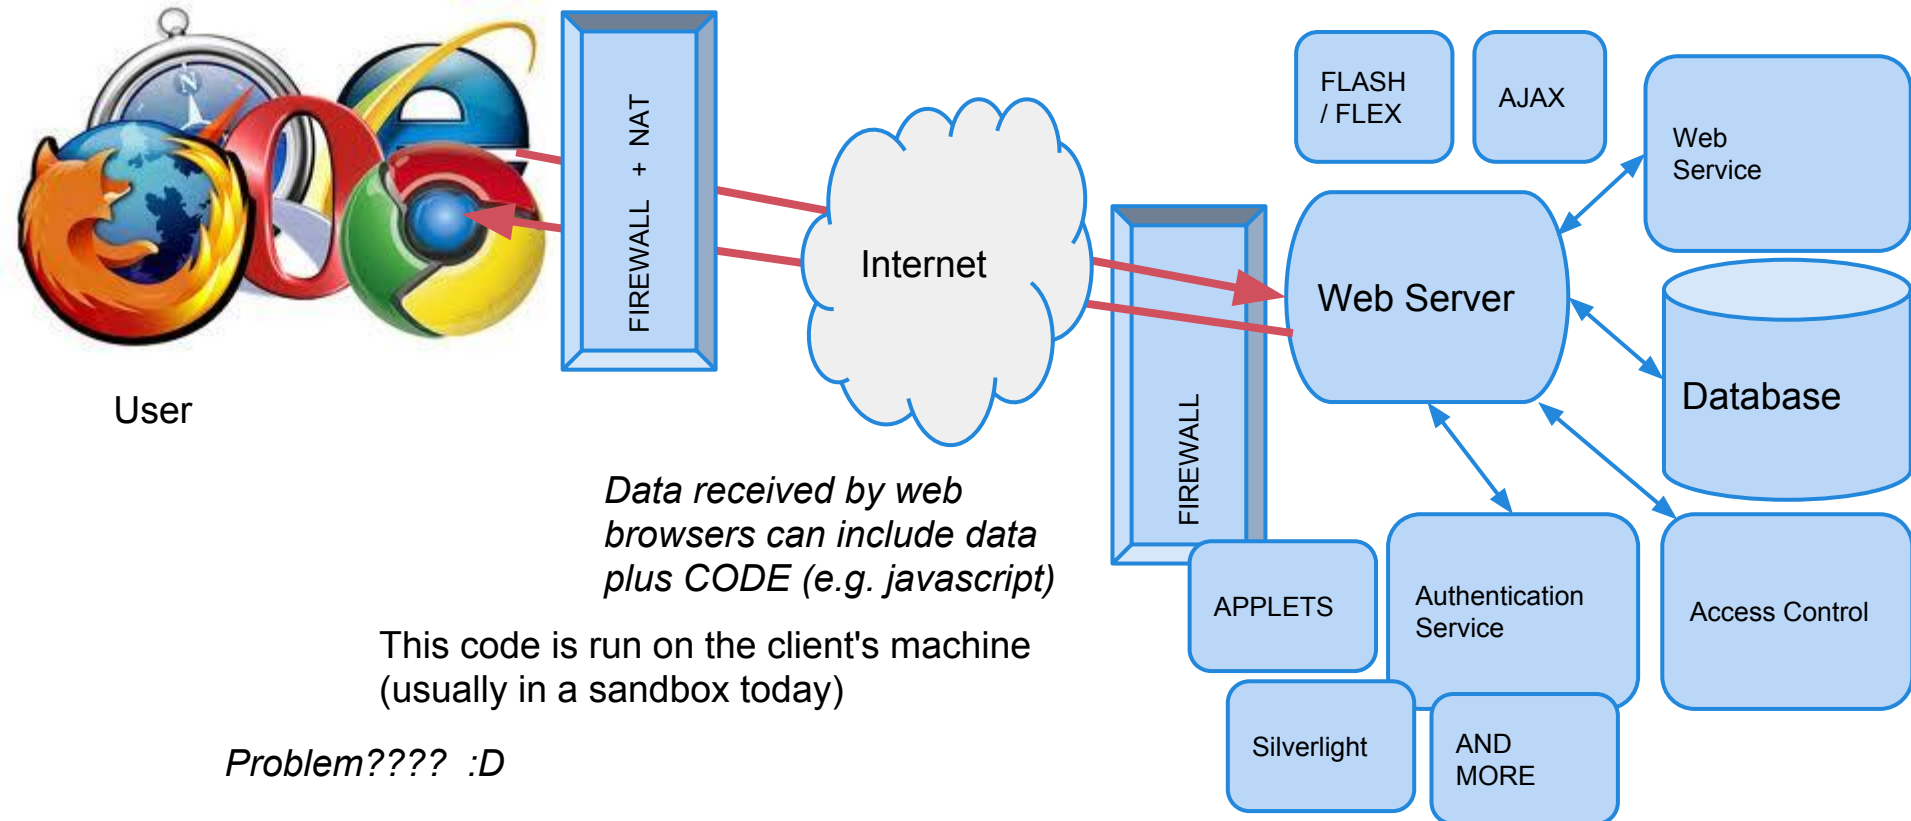 FIREWALL + NAT
FLASH
/ FLEX
AJAX
Web
Service
Internet
Web Server
Database
User
FIREWALL
Data received by web
browsers can include data
plus CODE (e.g. javascript)
APPLETS
Authentication
Service
Access Control
This code is run on the client's machine
(usually in a sandbox today)
Silverlight
AND
MORE
Problem????  :D
N